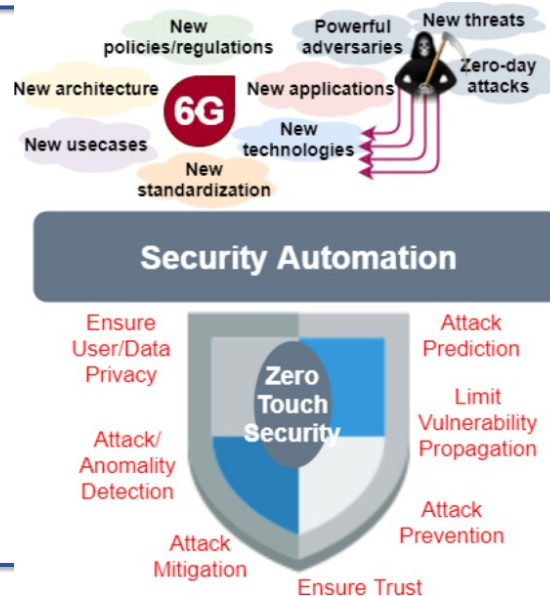 New
policies/regulations
Powerful
adversaries
New threats
Zero-day
attacks
New architecture
6G
New applications
New usecases
New
technologies
New
standardization
Security Automation
Ensure
User/Data
Privacy
Attack
Prediction
Zero
Touch
Security
Limit
Vulnerability
Propagation
Attack/
Anomality
Detection
Attack
Prevention
Attack
Mitigation
Ensure Trust